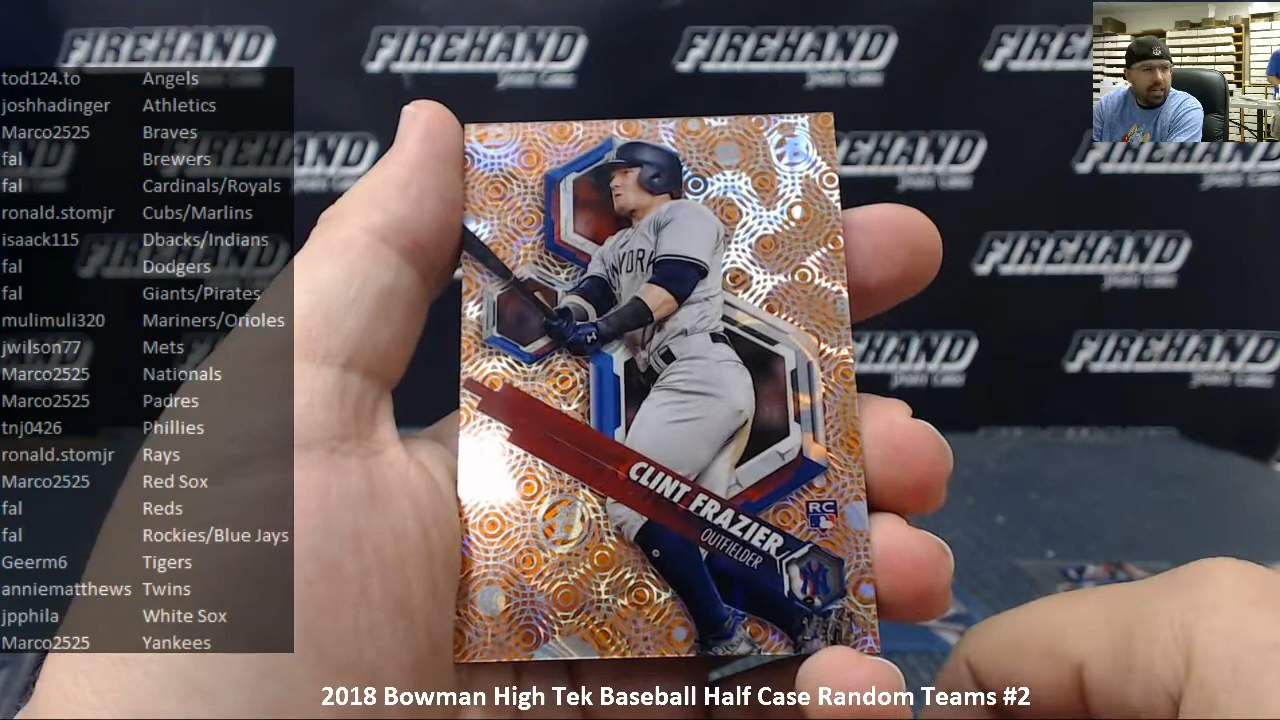 FIREHAND FIREHAND FIREHAND FIREHAND
tod124.to Angels
joshhadinger Athletics
Marco2525 Braves
fal Brewers
fal Cardinals/Royals
ronald.stomjr Cubs/Marlins
isaack115 Dbacks/Indians
fal Dodgers
fal Giants/Pirates
mulimuli320 Mariners/Orioles
jwilson77 Mets
Marco2525 Nationals
Marco2525 Padres
tnj0426 Phillies
ronald.stomjr Rays
Marco2525 Red Sox
fal Reds
fal Rockies/Blue Jays
Geerm6 Tigers
anniematthews Twins
jpphila White Sox
Marco2525 Yankees
FIREHAND
FIREHAND
B
YORK
CLINT FRAZIER
OUTFIELDER
RC
NY
2018 Bowman High Tek Baseball Half Case Random Teams #2